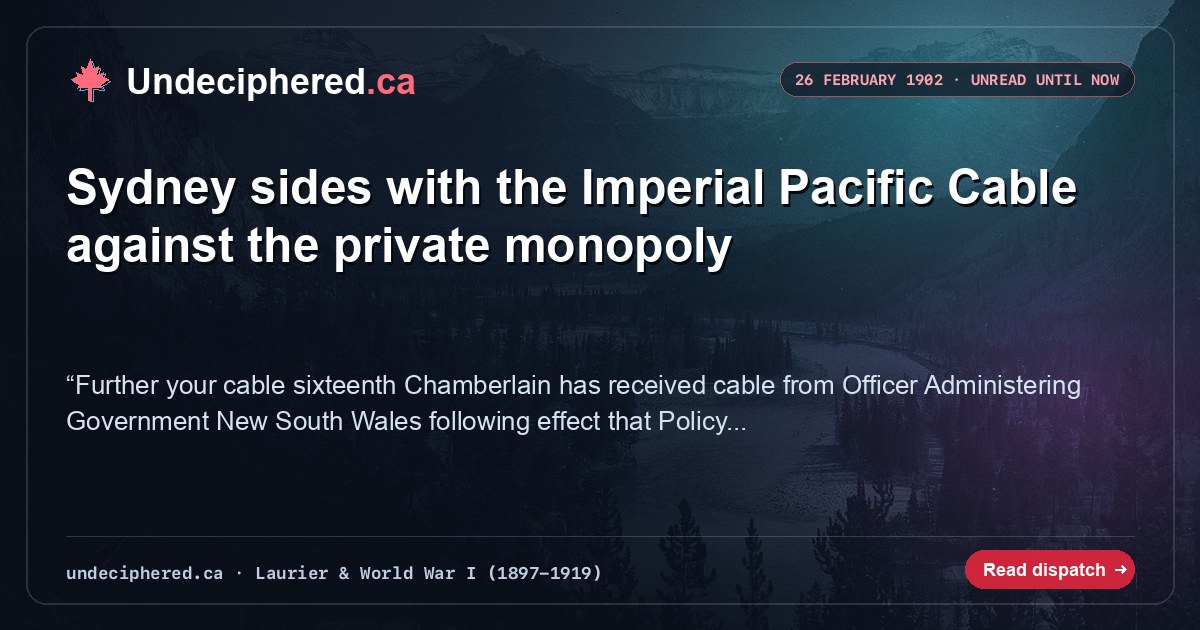 Undeciphered.ca
26 FEBRUARY 1902 · UNREAD UNTIL NOW
Sydney sides with the Imperial Pacific Cable
against the private monopoly
“Further your cable sixteenth Chamberlain has received cable from Officer Administering
Government New South Wales following effect that Policy...
undeciphered.ca · Laurier & World War I (1897–1919)
Read dispatch →